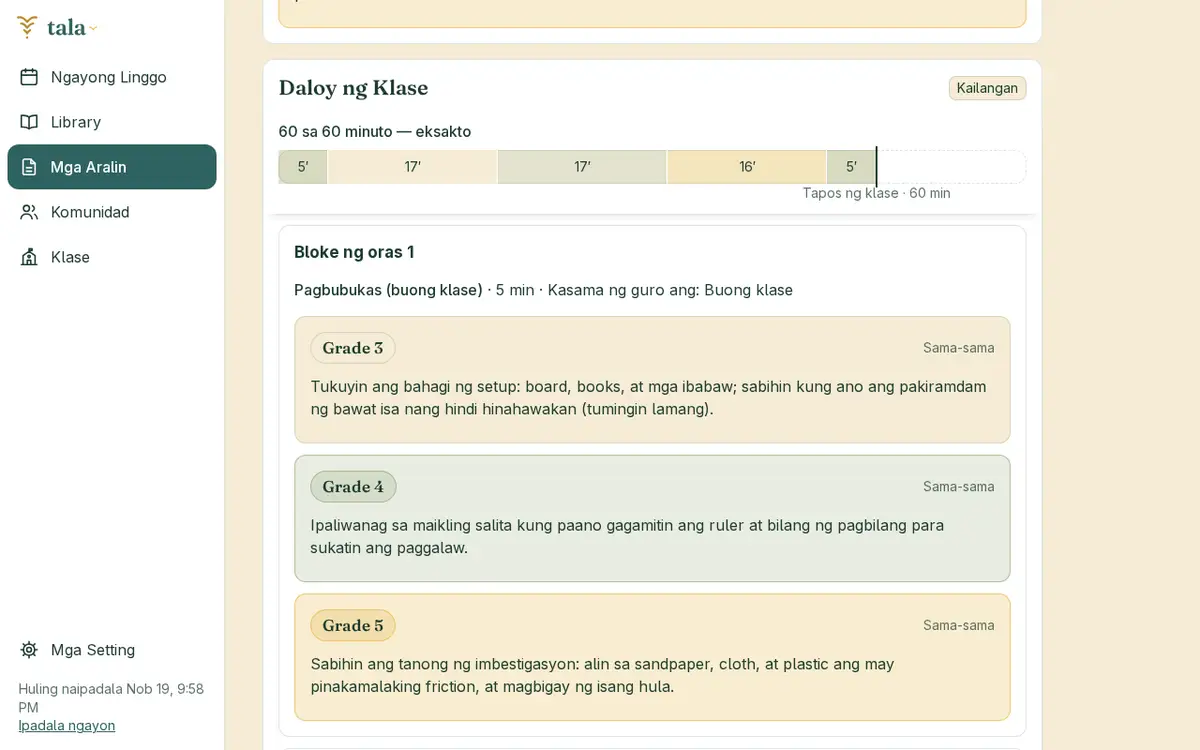 tala
Ngayong Linggo
Library
Mga Aralin
Komunidad
Klase
Mga Setting
Huling naipadala Nob 19, 9:58
PM
Ipadala ngayon
Daloy ng Klase
Kailangan
60 sa 60 minuto — eksakto
5′ 17′ 17′ 16′ 5′
Tapos ng klase · 60 min
Bloke ng oras 1
Pagbubukas (buong klase) · 5 min · Kasama ng guro ang: Buong klase
Grade 3
Sama-sama
Tukuyin ang bahagi ng setup: board, books, at mga ibabaw; sabihin kung ano ang pakiramdam
ng bawat isa nang hindi hinahawakan (tumingin lamang).
Grade 4
Sama-sama
Ipaliwanag sa maikling salita kung paano gagamitin ang ruler at bilang ng pagbilang para
sukatin ang paggalaw.
Grade 5
Sama-sama
Sabihin ang tanong ng imbestigasyon: alin sa sandpaper, cloth, at plastic ang may
pinakamalaking friction, at magbigay ng isang hula.